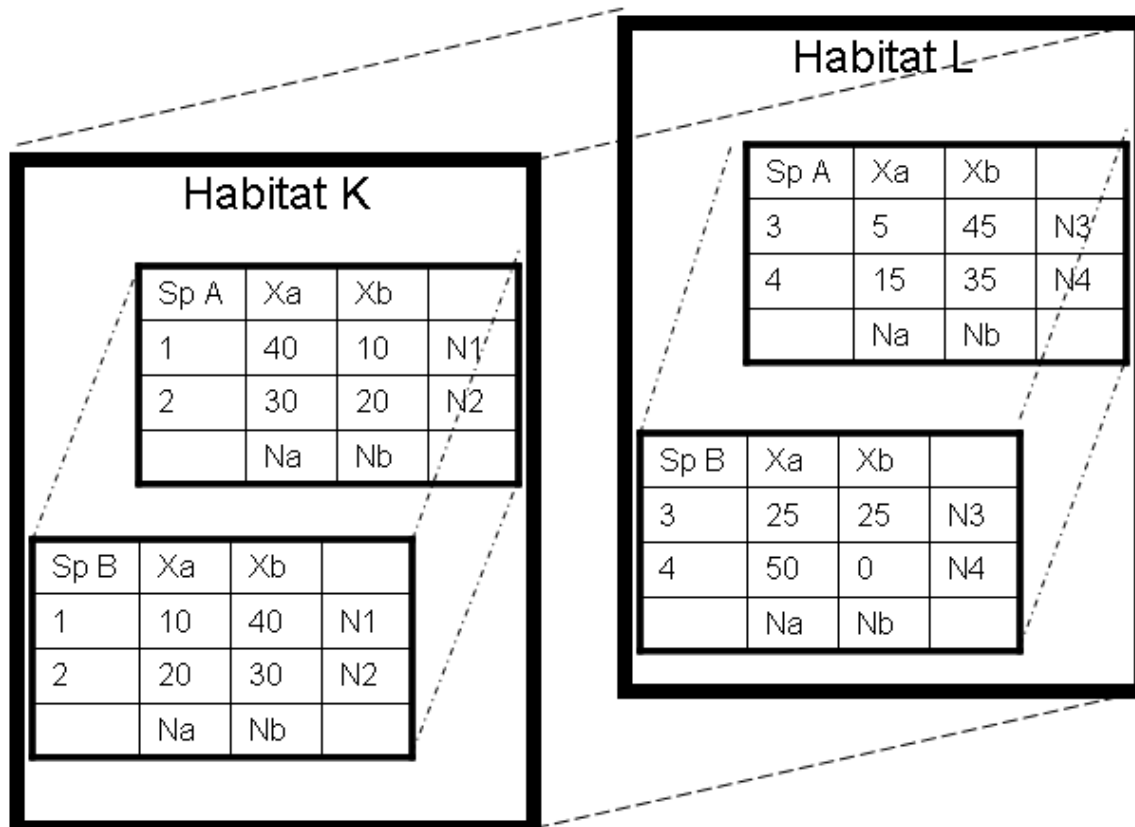 Habitat K
Sp A Xa Xb
1 40 10 N1
2 30 20 N2
Na Nb
Sp B Xa Xb
1 10 40 N1
2 20 30 N2
Na Nb
Habitat L
Sp A Xa Xb
3 5 45 N3
4 15 35 N4
Na Nb
Sp B Xa Xb
3 25 25 N3
4 50 0 N4
Na Nb